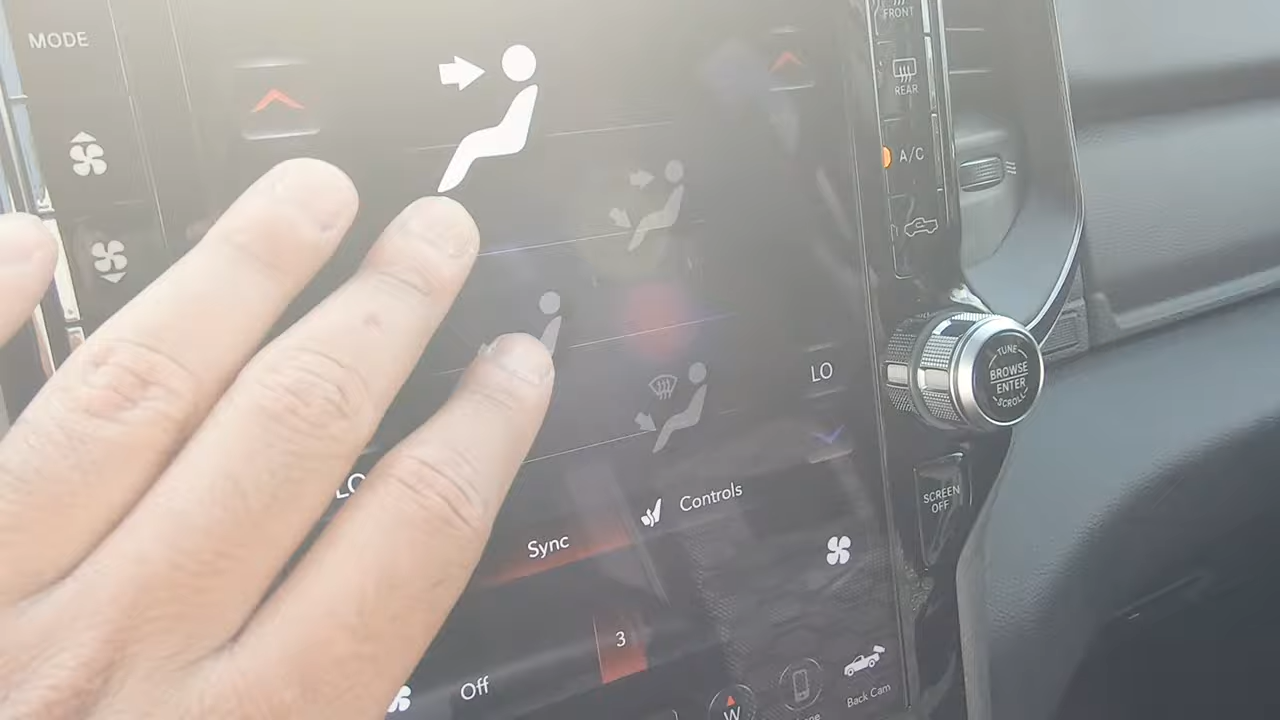 MODE
FRONT
REAR
A/C
LO
TUNE
BROWSE
ENTER
SCROLL
LO
Controls
SCREEN
OFF
Sync
3
Off
W
Back Cam